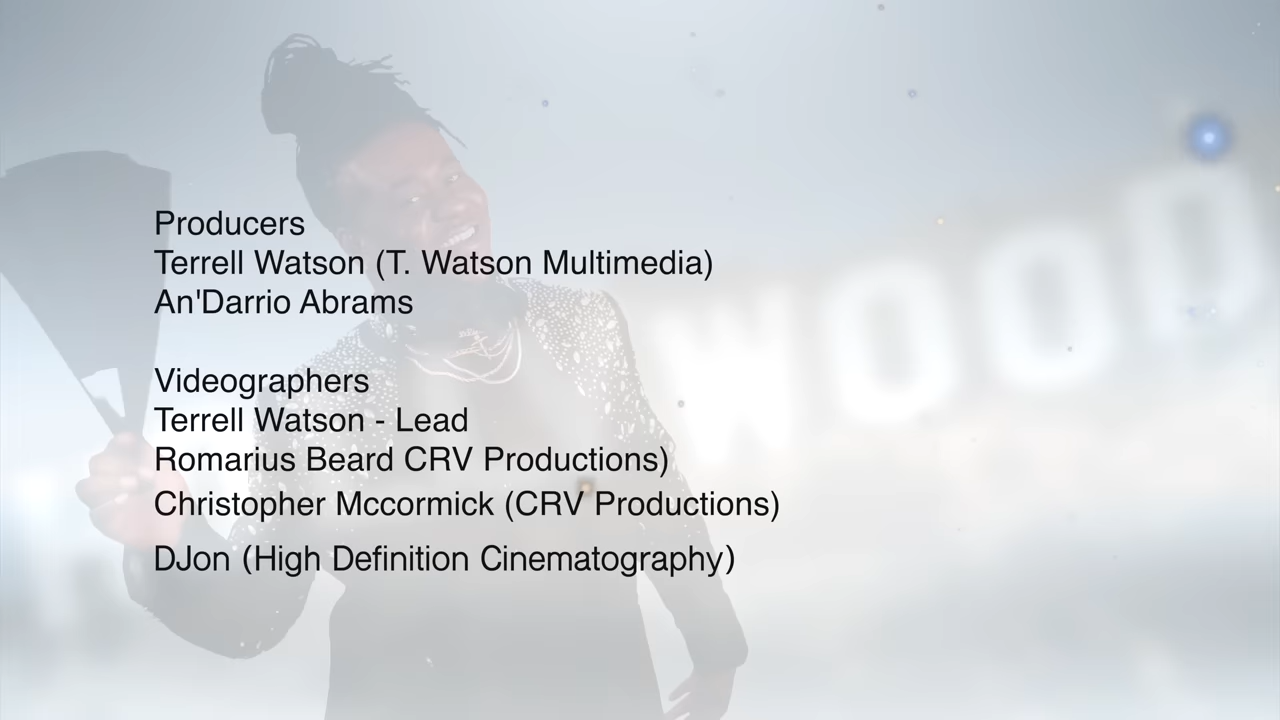 Producers
Terrell Watson (T. Watson Multimedia)
An'Darrio Abrams
Videographers
Terrell Watson - Lead
Romarius Beard CRV Productions)
Christopher Mccormick (CRV Productions)
DJon (High Definition Cinematography)
WOOD